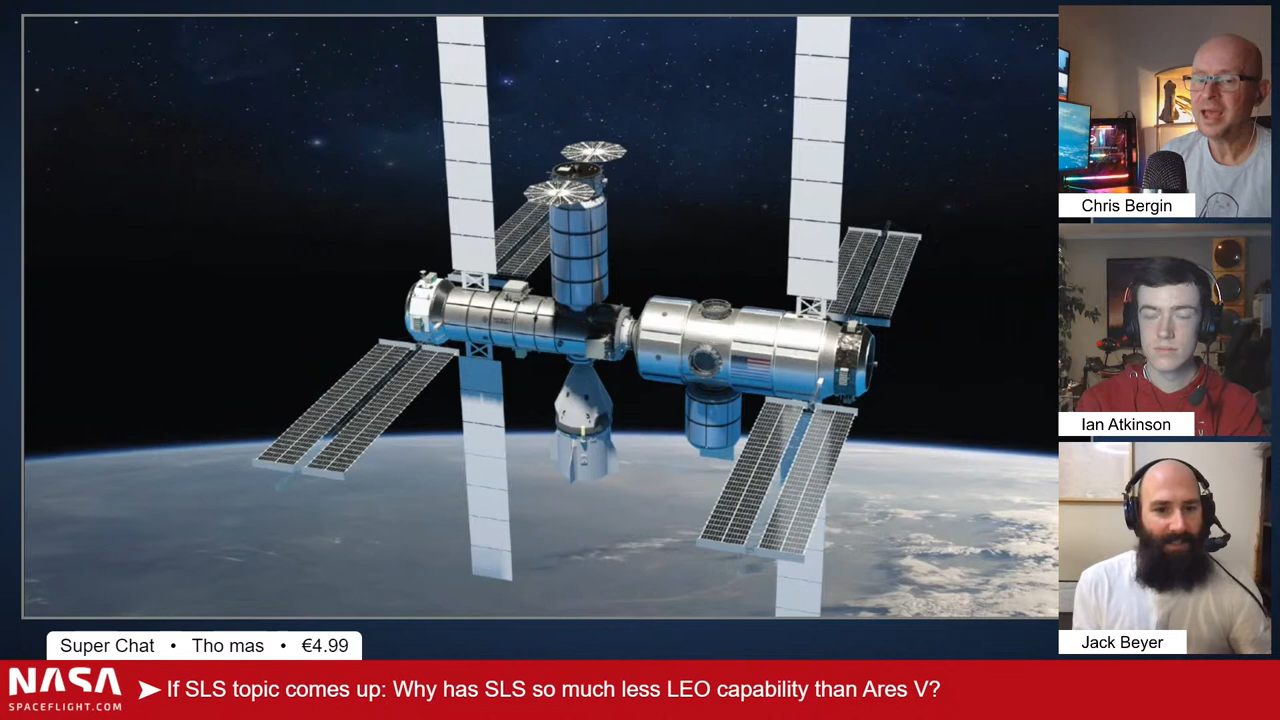 Chris Bergin
Ian Atkinson
Jack Beyer
Super Chat • Tho mas • €4.99
NASA
SPACEFLIGHT.COM
If SLS topic comes up: Why has SLS so much less LEO capability than Ares V?